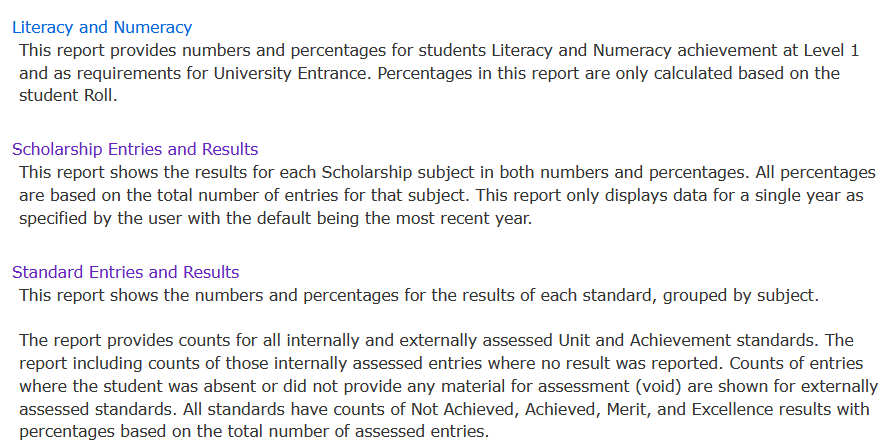 Literacy and Numeracy
This report provides numbers and percentages for students Literacy and Numeracy achievement at Level 1
and as requirements for University Entrance. Percentages in this report are only calculated based on the
student Roll.
Scholarship Entries and Results
This report shows the results for each Scholarship subject in both numbers and percentages. All percentages
are based on the total number of entries for that subject. This report only displays data for a single year as
specified by the user with the default being the most recent year.
Standard Entries and Results
This report shows the numbers and percentages for the results of each standard, grouped by subject.
The report provides counts for all internally and externally assessed Unit and Achievement standards. The
report including counts of those internally assessed entries where no result was reported. Counts of entries
where the student was absent or did not provide any material for assessment (void) are shown for externally
assessed standards. All standards have counts of Not Achieved, Achieved, Merit, and Excellence results with
percentages based on the total number of assessed entries.